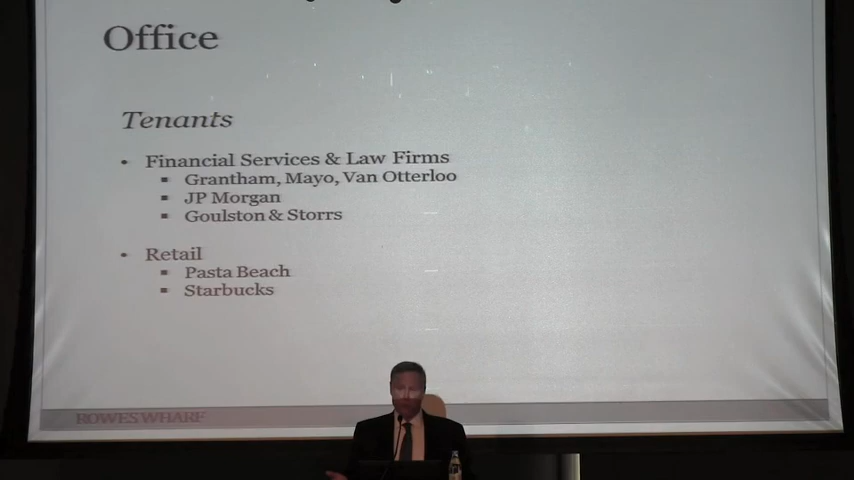 Office
Tenants
• Financial Services & Law Firms
▪ Grantham, Mayo, Van Otterloo
▪ JP Morgan
▪ Goulston & Storrs
• Retail
▪ Pasta Beach
▪ Starbucks
ROWES WHARF